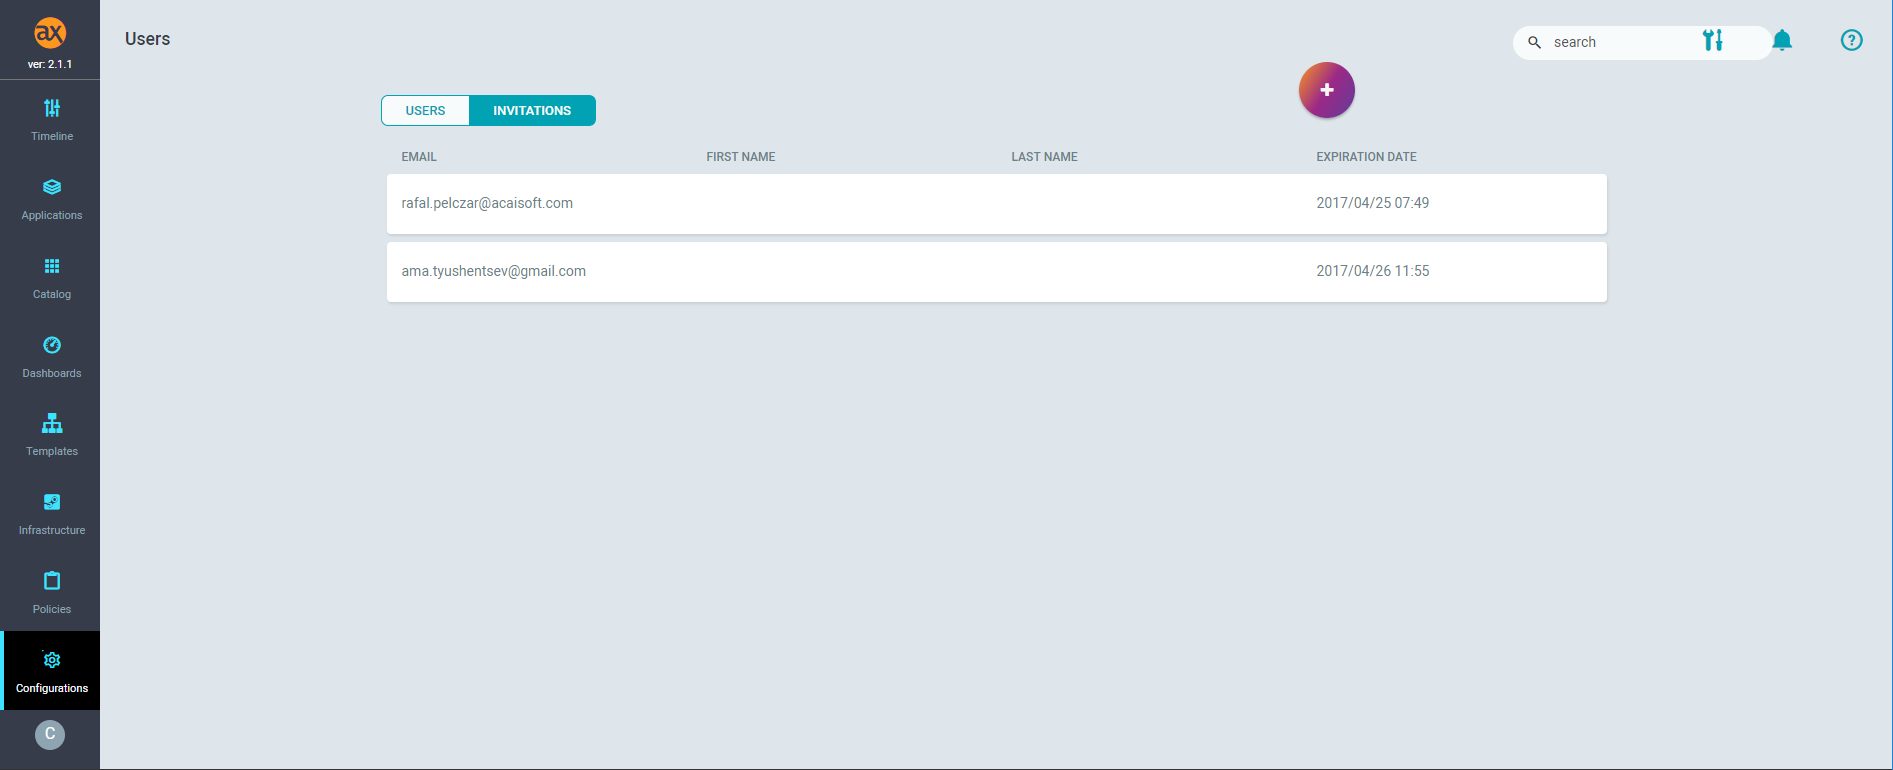 ax
ver: 2.1.1
Users
search
Timeline
Applications
Catalog
Dashboards
Templates
Infrastructure
Policies
Configurations
C
USERS INVITATIONS
EMAIL FIRST NAME LAST NAME EXPIRATION DATE
rafal.pelczar@acaisoft.com 2017/04/25 07:49
ama.tyushentsev@gmail.com 2017/04/26 11:55